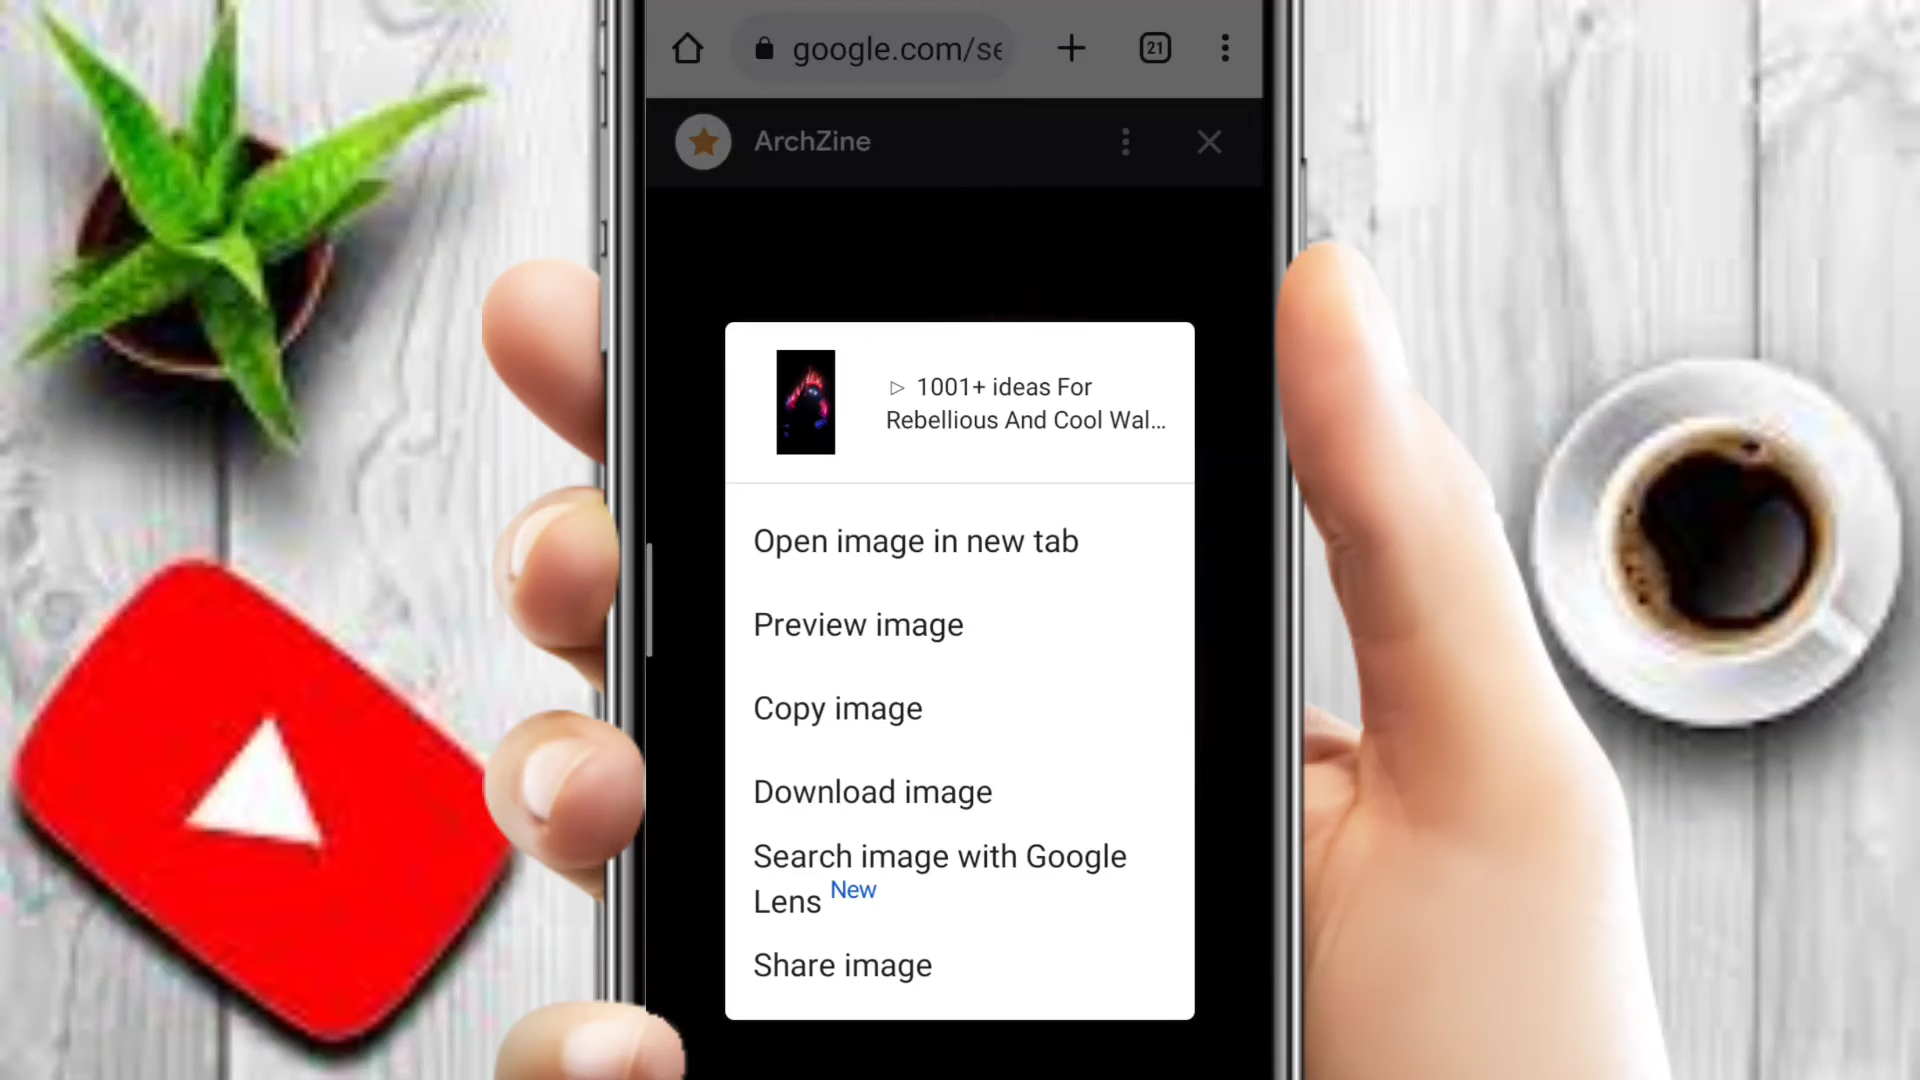 google.com/se
21
ArchZine
▷ 1001+ ideas For
Rebellious And Cool Wal...
Open image in new tab
Preview image
Copy image
Download image
Search image with Google
Lens New
Share image